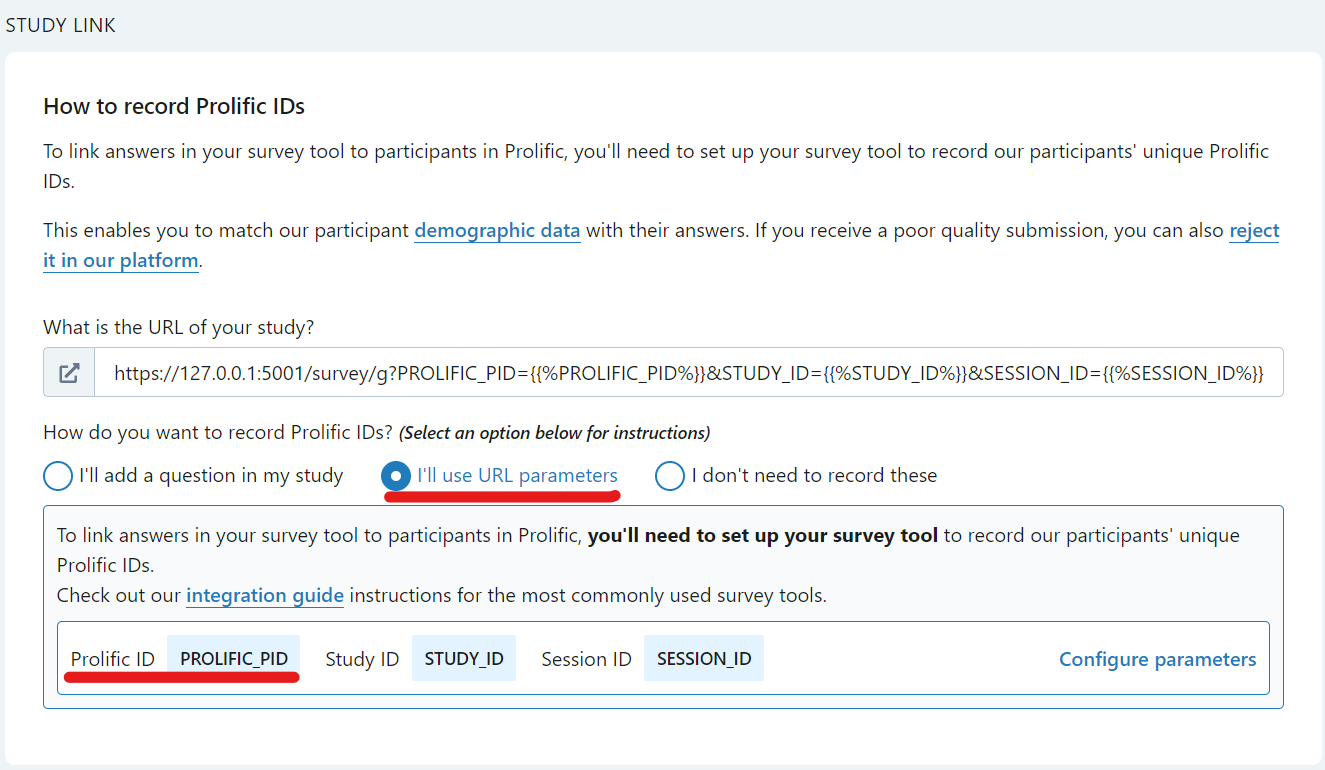 STUDY LINK
How to record Prolific IDs
To link answers in your survey tool to participants in Prolific, you'll need to set up your survey tool to record our participants' unique Prolific
IDs.
This enables you to match our participant demographic data with their answers. If you receive a poor quality submission, you can also reject
it in our platform.
What is the URL of your study?
https://127.0.0.1:5001/survey/g?PROLIFIC_PID={{%PROLIFIC_PID%}}&STUDY_ID={{%STUDY_ID%}}&SESSION_ID={{%SESSION_ID%}}
How do you want to record Prolific IDs? (Select an option below for instructions)
I'll add a question in my study I'll use URL parameters I don't need to record these
To link answers in your survey tool to participants in Prolific, you'll need to set up your survey tool to record our participants' unique
Prolific IDs.
Check out our integration guide instructions for the most commonly used survey tools.
Prolific ID PROLIFIC_PID Study ID STUDY_ID Session ID SESSION_ID Configure parameters